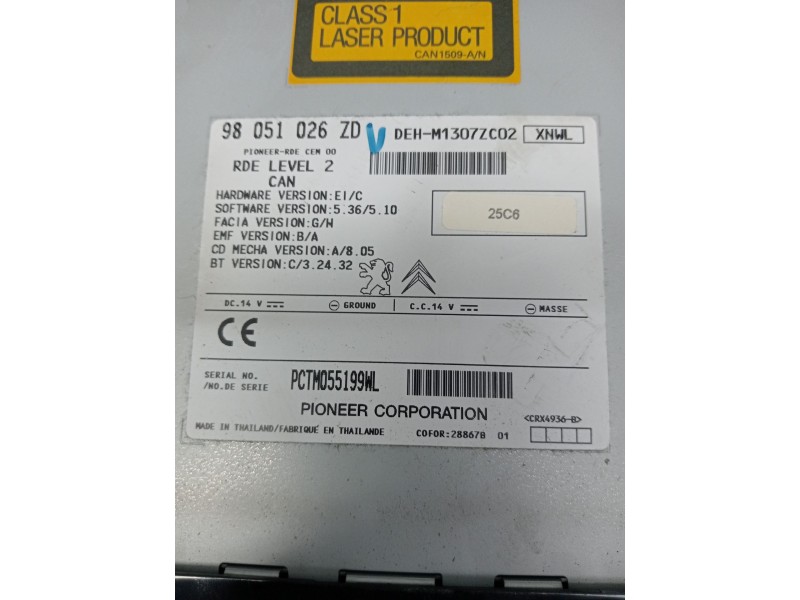 CLASS 1
LASER PRODUCT
CAN1509-A/N
98 051 026 ZD V DEH-M1307ZC02 XNWL
PIONEER-RDE CEM 00
RDE LEVEL 2
CAN
HARDWARE VERSION:EI/C
SOFTWARE VERSION:5.36/5.10
FACIA VERSION:G/H
EMF VERSION:B/A
CD MECHA VERSION:A/8.05
BT VERSION:C/3.24.32
25C6
DC.14 V GROUND C.C.14 V MASSE
CE
SERIAL NO.
/NO.DE SERIE PCTM055199WL
PIONEER CORPORATION <CRX4936-B>
MADE IN THAILAND/FABRIQUÉ EN THAILANDE COFOR:28867B 01